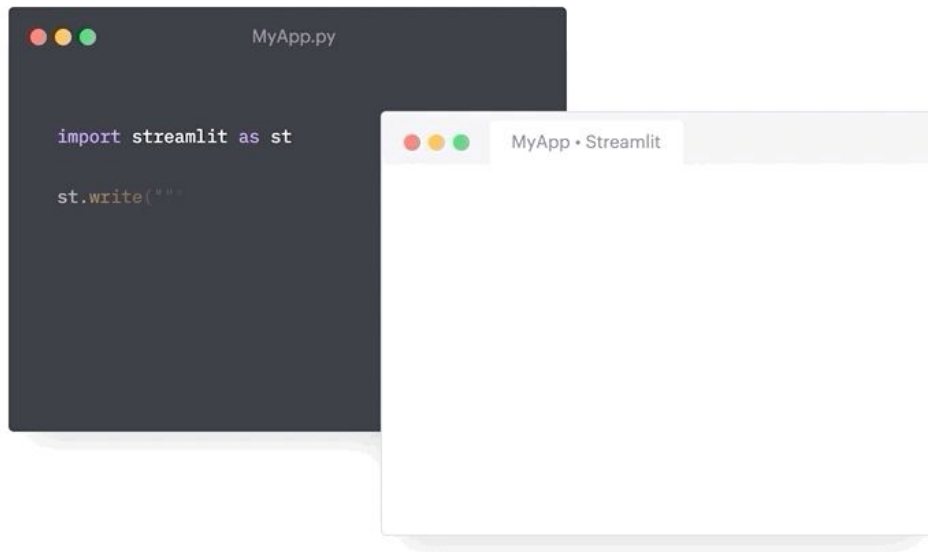 MyApp.py
import streamlit as st
st.write(""
MyApp • Streamlit